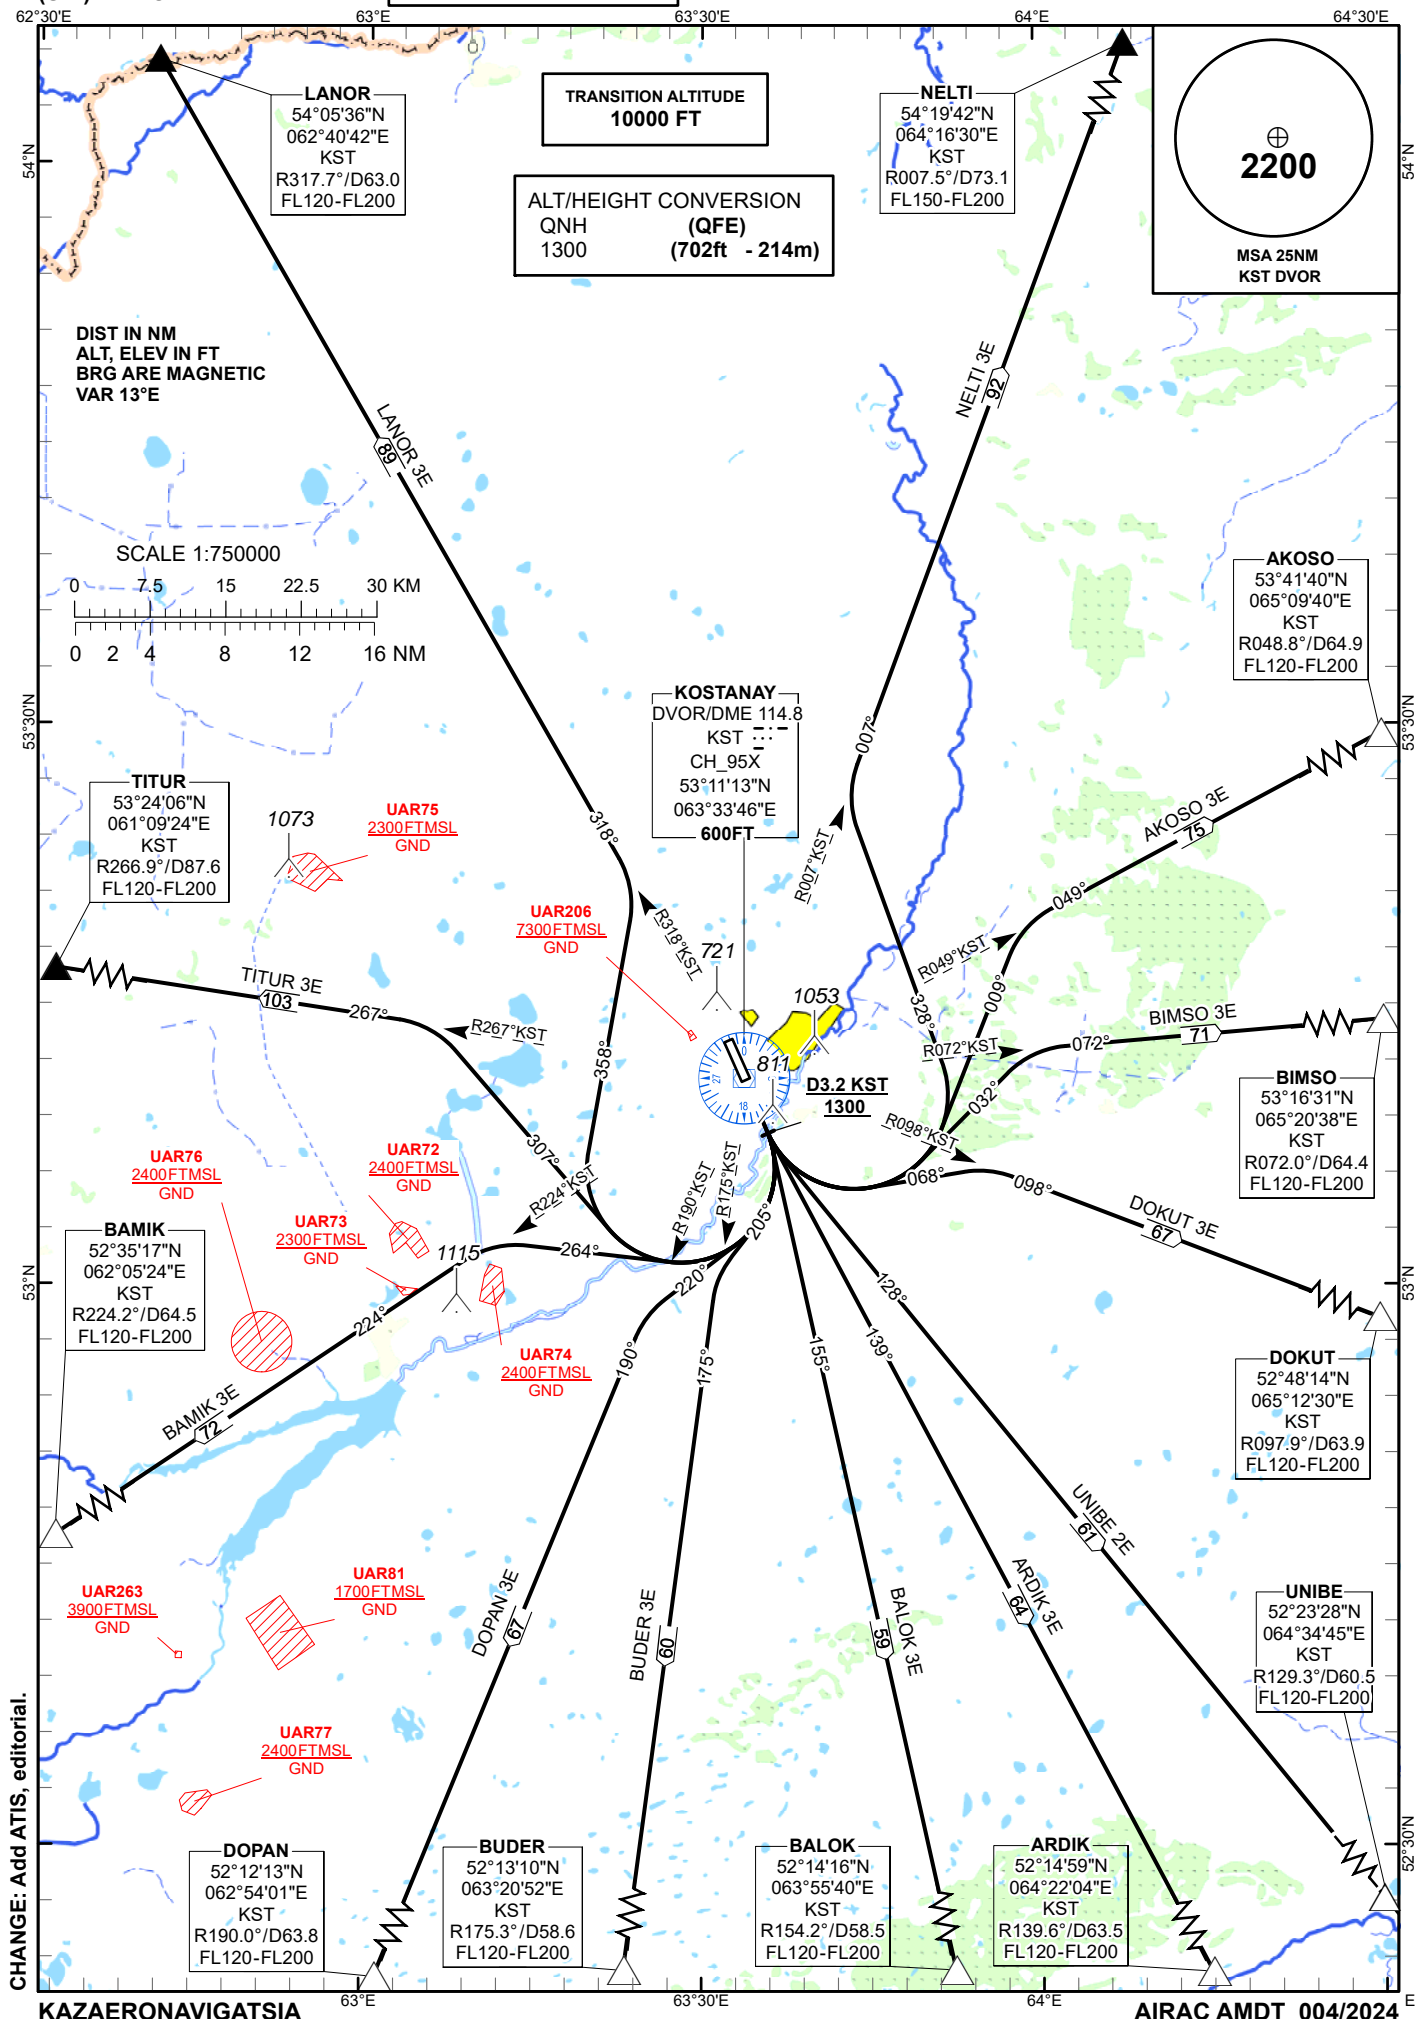 62°30'E
63°E
63°30'E
64°E
64°30'E
LANOR
54°05'36"N
062°40'42"E
KST
R317.7°/D63.0
FL120-FL200
TRANSITION ALTITUDE
10000 FT
NELTI
54°19'42"N
064°16'30"E
KST
R007.5°/D73.1
FL150-FL200
2200
MSA 25NM
KST DVOR
54°N
54°N
ALT/HEIGHT CONVERSION
QNH (QFE)
1300 (702ft - 214m)
DIST IN NM
ALT, ELEV IN FT
BRG ARE MAGNETIC
VAR 13°E
LANOR 3E
89
NELTI 3E
92
SCALE 1:750000
0 7.5 15 22.5 30 KM
0 2 4 8 12 16 NM
AKOSO
53°41'40"N
065°09'40"E
KST
R048.8°/D64.9
FL120-FL200
KOSTANAY
DVOR/DME 114.8
KST
CH_95X
53°11'13"N
063°33'46"E
600FT
53°30'N
53°30'N
007°
TITUR
53°24'06"N
061°09'24"E
KST
R266.9°/D87.6
FL120-FL200
1073
UAR75
2300FTMSL
GND
318°
R007°KST
AKOSO 3E
75
049°
UAR206
7300FTMSL
GND
R318°KST
721
R049°KST
TITUR 3E
103
267°
R267°KST
1053
328°
009°
BIMSO 3E
71
072°
R072°KST
358°
0
27
18
811
D3.2 KST
1300
032°
BIMSO
53°16'31"N
065°20'38"E
KST
R072.0°/D64.4
FL120-FL200
R098°KST
UAR76
2400FTMSL
GND
UAR72
2400FTMSL
GND
307°
R224°KST
R190°KST
R175°KST
068°
098°
DOKUT 3E
67
UAR73
2300FTMSL
GND
205°
BAMIK
52°35'17"N
062°05'24"E
KST
R224.2°/D64.5
FL120-FL200
1115
264°
220°
53°N
53°N
128°
224°
190°
175°
155°
139°
UAR74
2400FTMSL
GND
DOKUT
52°48'14"N
065°12'30"E
KST
R097.9°/D63.9
FL120-FL200
BAMIK 3E
72
UNIBE 2E
61
UAR263
3900FTMSL
GND
UAR81
1700FTMSL
GND
DOPAN 3E
67
BUDER 3E
60
BALOK 3E
59
ARDIK 3E
64
UNIBE
52°23'28"N
064°34'45"E
KST
R129.3°/D60.5
FL120-FL200
UAR77
2400FTMSL
GND
52°30'N
DOPAN
52°12'13"N
062°54'01"E
KST
R190.0°/D63.8
FL120-FL200
BUDER
52°13'10"N
063°20'52"E
KST
R175.3°/D58.6
FL120-FL200
BALOK
52°14'16"N
063°55'40"E
KST
R154.2°/D58.5
FL120-FL200
ARDIK
52°14'59"N
064°22'04"E
KST
R139.6°/D63.5
FL120-FL200
CHANGE: Add ATIS, editorial.
63°E
63°30'E
64°E
E
KAZAERONAVIGATSIA
AIRAC AMDT 004/2024